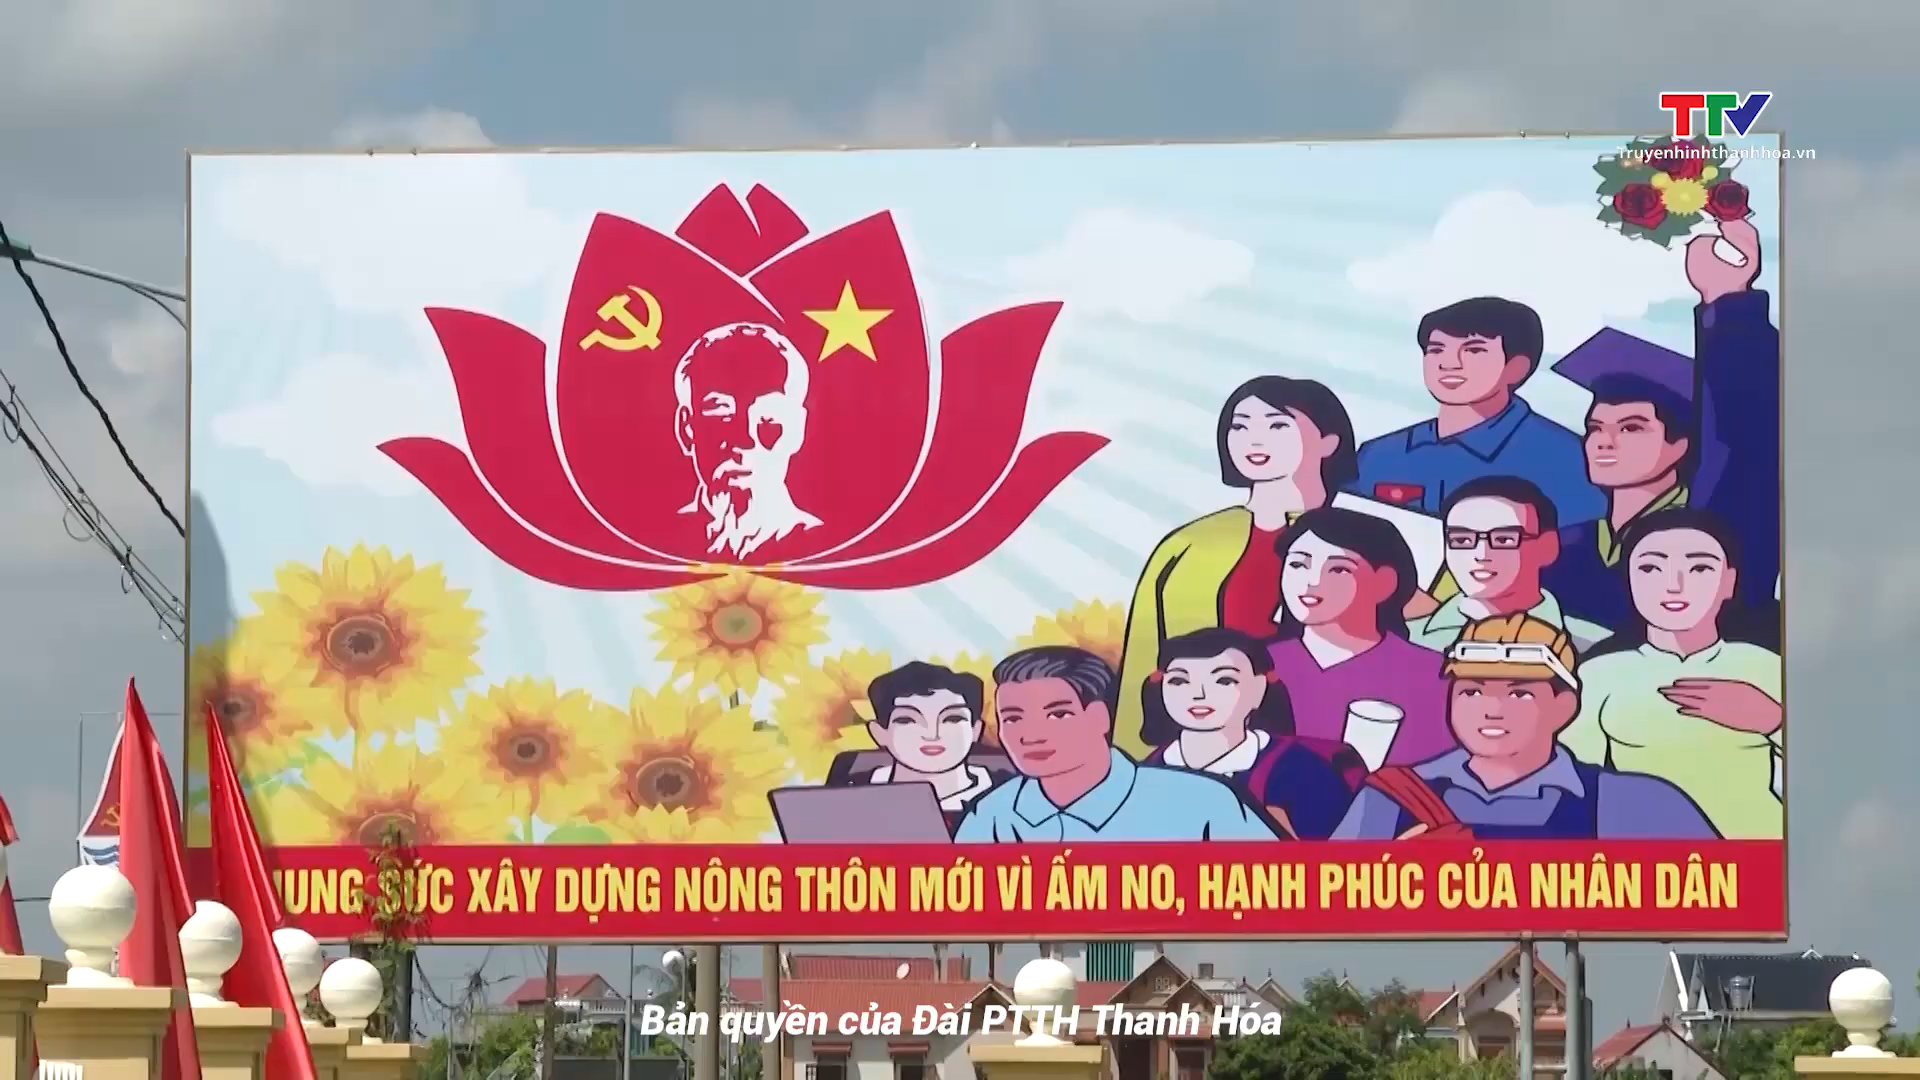 TTV
Truyenhinhthanhhoa.vn
SỨC XÂY DỰNG NÔNG THÔN MỚI VÌ ẤM NO, HẠNH PHÚC CỦA NHÂN DÂN
Bản quyền của Đài PTTH Thanh Hóa